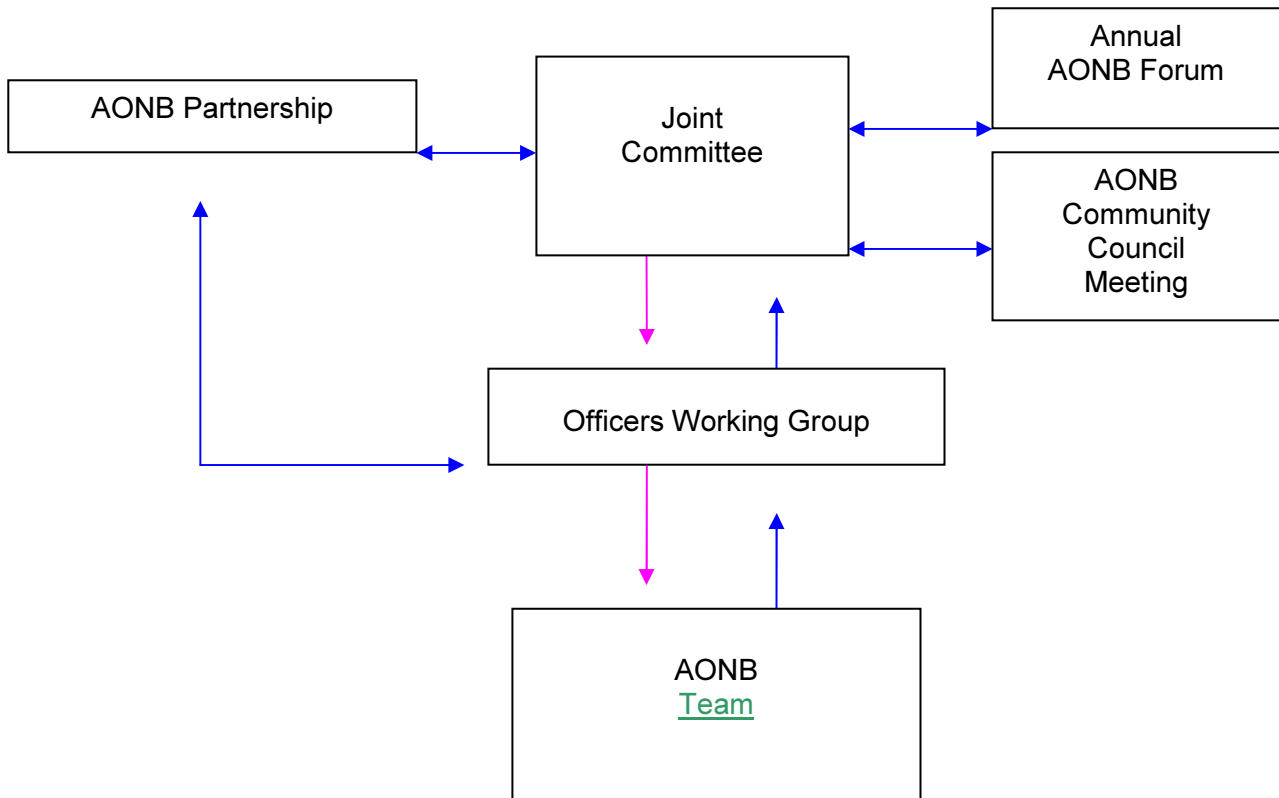 AONB Partnership
Joint
Committee
Annual
AONB Forum
AONB
Community
Council
Meeting
Officers Working Group
AONB
Team